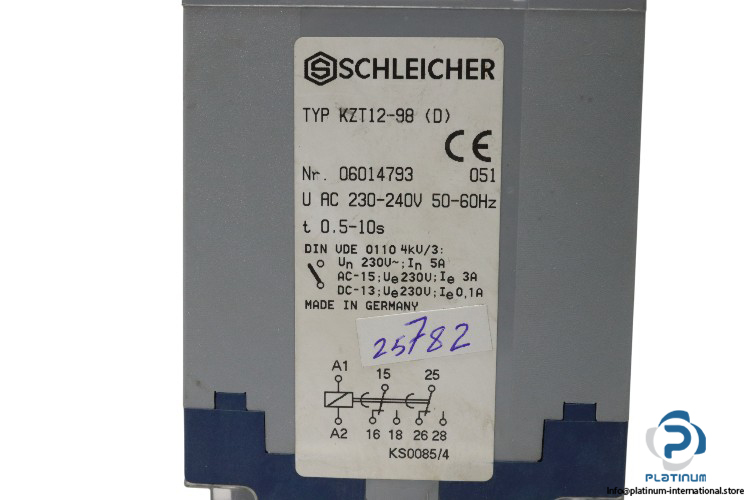 SCHLEICHER
TYP KZT12-98 (D)
CE
Nr. 06014793 051
U AC 230-240V 50-60Hz
t 0.5-10s
DIN VDE 0110 4kV/3:
Un 230V~; In 5A
AC-15; Ue 230V; Ie 3A
DC-13; Ue 230V; Ie 0,1A
MADE IN GERMANY
25782
A1 15 25
A2 16 18 26 28
KS0085/4
PLATINUM
INTERNATIONAL
info@platinum-international.store